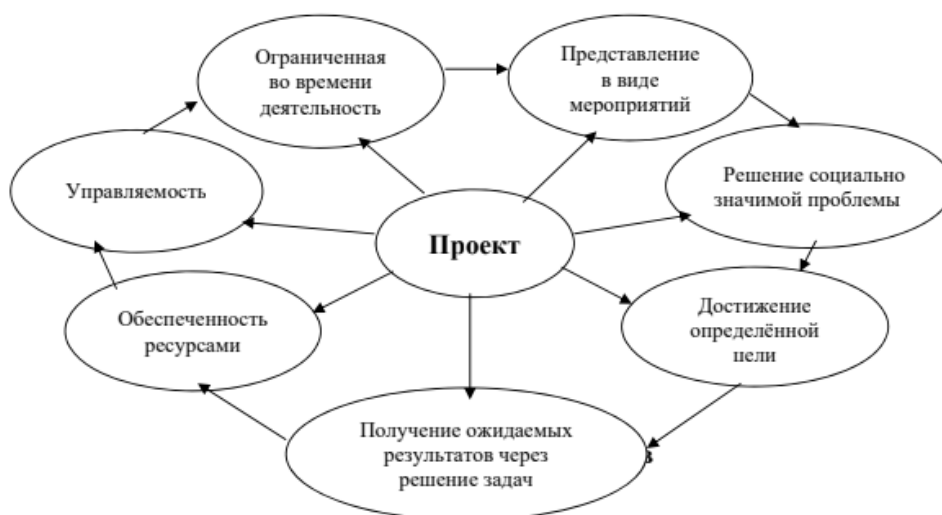 Ограниченная
во времени
деятельность
Представление
в виде
мероприятий
Управляемость
Решение социально
значимой проблемы
Проект
Обеспеченность
ресурсами
Достижение
определённой
цели
Получение ожидаемых
результатов через
решение задач